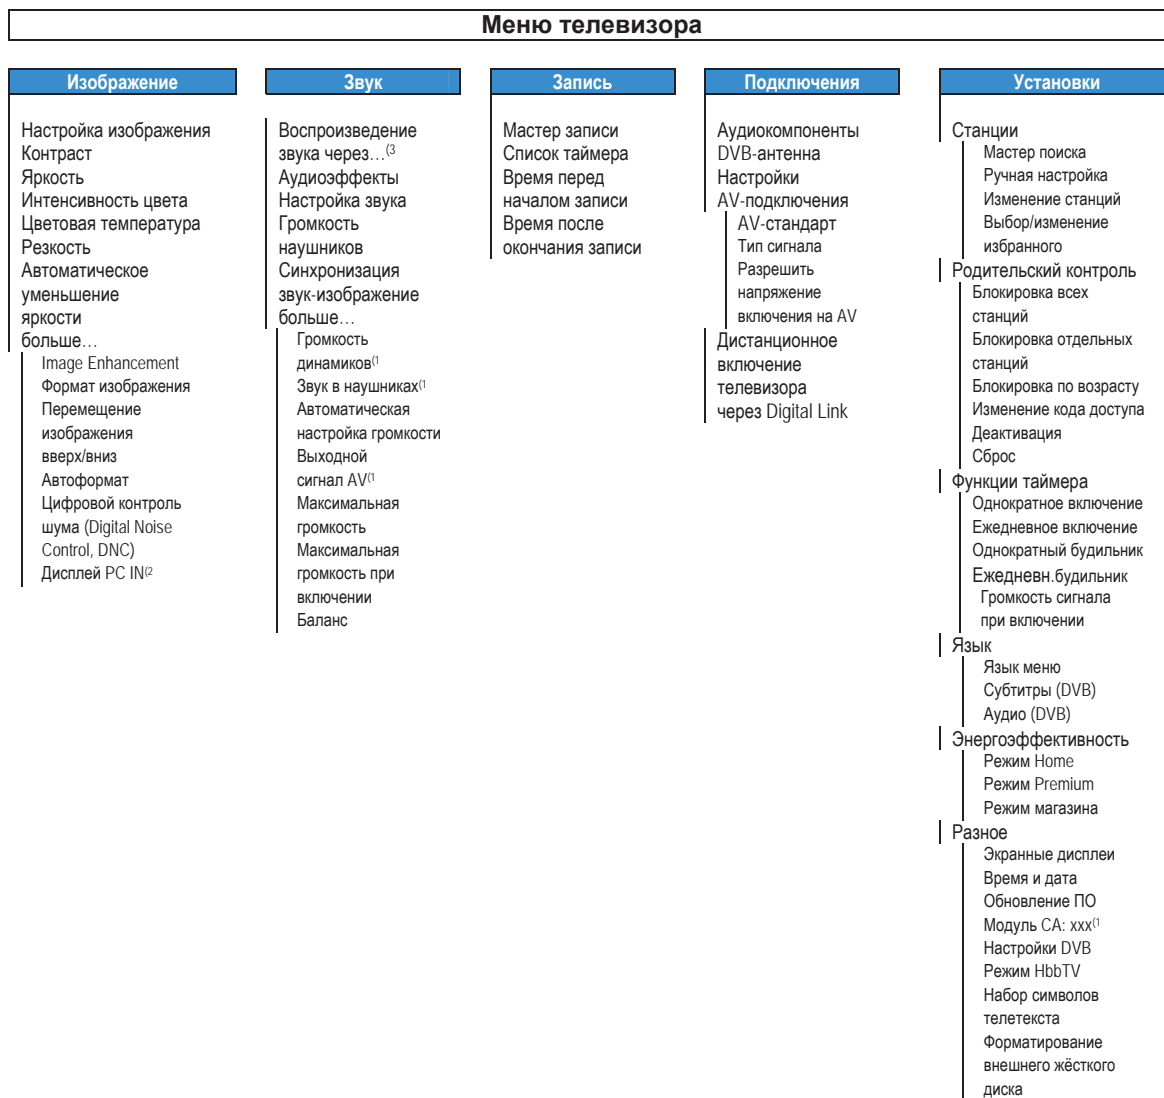 Меню телевизора
Изображение
Настройка изображения
Контраст
Яркость
Интенсивность цвета
Цветовая температура
Резкость
Автоматическое
уменьшение
яркости
больше…
Image Enhancement
Формат изображения
Перемещение
изображения
вверх/вниз
Автоформат
Цифровой контроль
шума (Digital Noise
Control, DNC)
Дисплей PC IN(2
Звук
Воспроизведение
звука через…(3
Аудиоэффекты
Настройка звука
Громкость
наушников
Синхронизация
звук-изображение
больше…
Громкость
динамиков(1
Звук в наушниках(1
Автоматическая
настройка громкости
Выходной
сигнал AV(1
Максимальная
громкость
Максимальная
громкость при
включении
Баланс
Запись
Мастер записи
Список таймера
Время перед
началом записи
Время после
окончания записи
Подключения
Аудиокомпоненты
DVB-антенна
Настройки
AV-подключения
AV-стандарт
Тип сигнала
Разрешить
напряжение
включения на AV
Дистанционное
включение
телевизора
через Digital Link
Установки
Станции
Мастер поиска
Ручная настройка
Изменение станций
Выбор/изменение
избранного
Родительский контроль
Блокировка всех
станций
Блокировка отдельных
станций
Блокировка по возрасту
Изменение кода доступа
Деактивация
Сброс
Функции таймера
Однократное включение
Ежедневное включение
Однократный будильник
Ежедневн.будильник
Громкость сигнала
при включении
Язык
Язык меню
Субтитры (DVB)
Аудио (DVB)
Энергоэффективность
Режим Home
Режим Premium
Режим магазина
Разное
Экранные дисплеи
Время и дата
Обновление ПО
Модуль CA: xxx(1
Настройки DVB
Режим HbbTV
Набор символов
телетекста
Форматирование
внешнего жёсткого
диска